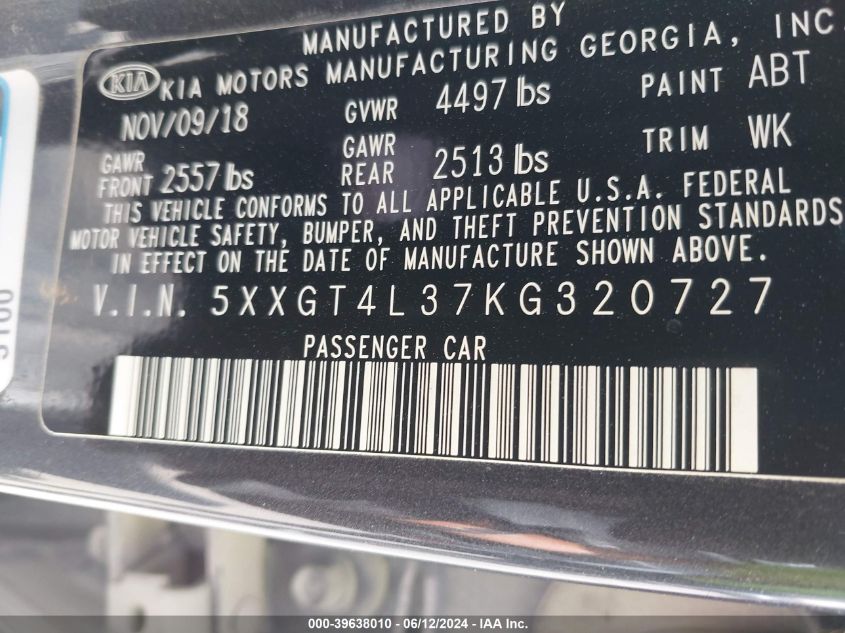 MANUFACTURED BY
KIA KIA MOTORS MANUFACTURING GEORGIA, INC.
NOV/09/18 GVWR 4497 lbs PAINT ABT
GAWR FRONT 2557 lbs GAWR REAR 2513 lbs TRIM WK
THIS VEHICLE CONFORMS TO ALL APPLICABLE U.S.A. FEDERAL
MOTOR VEHICLE SAFETY, BUMPER, AND THEFT PREVENTION STANDARDS
IN EFFECT ON THE DATE OF MANUFACTURE SHOWN ABOVE.
V.I.N. 5XXGT4L37KG320727
PASSENGER CAR
000-39638010 - 06/12/2024 - IAA Inc.